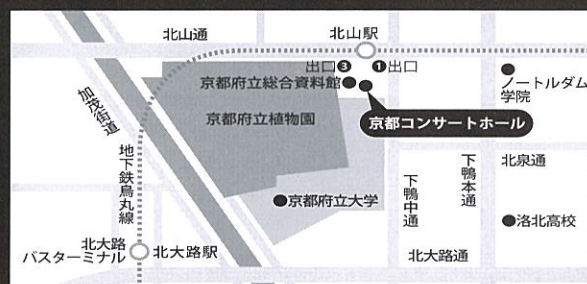 北山通
北山駅
出口❸
❶出口
京都府立総合資料館
ノートルダム
学院
加茂街道
京都府立植物園
京都コンサートホール
地下鉄烏丸線
北泉通
下鴨中通
下鴨本通
京都府立大学
洛北高校
北大路
バスターミナル
北大路駅
北大路通